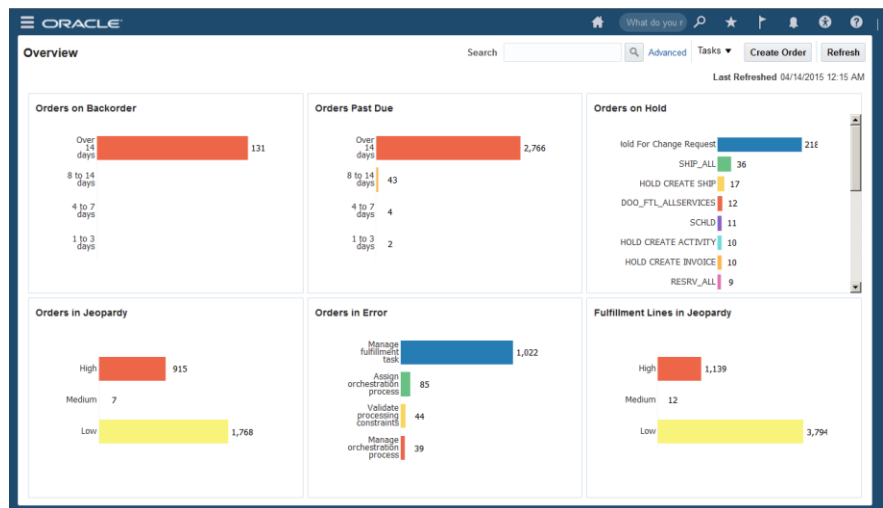 ORACLE
What do you r
Overview
Search
Advanced
Tasks
Create Order
Refresh
Last Refreshed 04/14/2015 12:15 AM
Orders on Backorder
Over
14
days
131
8 to 14
days
4 to 7
days
1 to 3
days
Orders Past Due
Over
14
days
2,766
8 to 14
days
43
4 to 7
days
4
1 to 3
days
2
Orders on Hold
Hold For Change Request 218
SHIP_ALL 36
HOLD CREATE SHIP 17
DOO_FTL_ALLSERVICES 12
SCHLD 11
HOLD CREATE ACTIVITY 10
HOLD CREATE INVOICE 10
RESRV_ALL 9
Orders in Jeopardy
High 915
Medium 7
Low 1,768
Orders in Error
Manage
fulfillment
task
1,022
Assign
orchestration
process
85
Validate
processing
constraints
44
Manage
orchestration
process
39
Fulfillment Lines in Jeopardy
High 1,139
Medium 12
Low 3,794